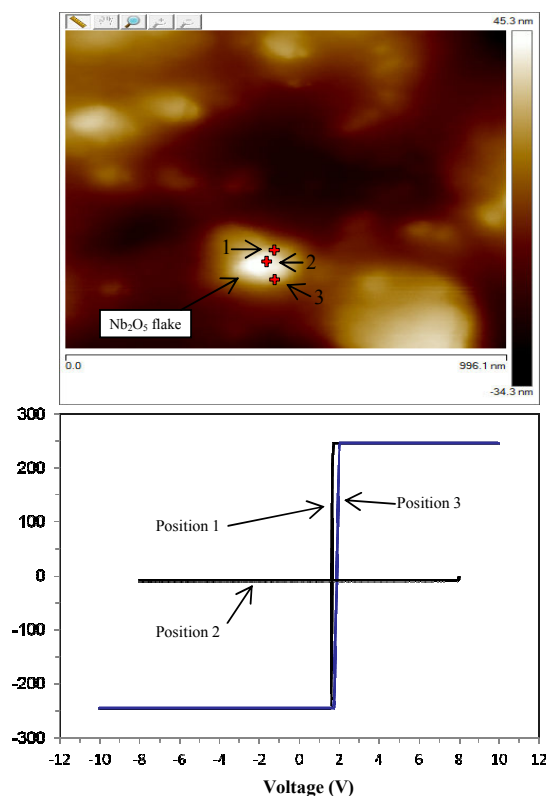 45.3 nm
1
2
3
Nb₂O₅ flake
0.0
996.1 nm
-34.3 nm
300
200
100
0
-100
-200
-300
Position 1
Position 3
Position 2
-12 -10 -8 -6 -4 -2 0 2 4 6 8 10 12
Voltage (V)